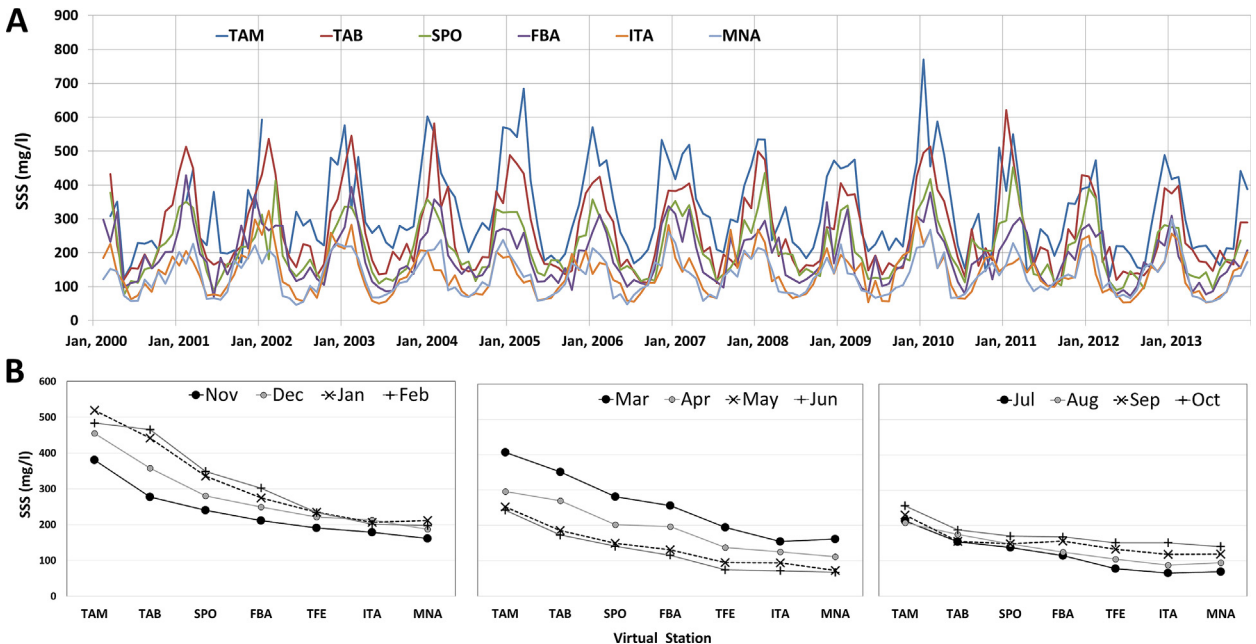 A
TAM TAB SPO FBA ITA MNA
SSS (mg/l)
900
800
700
600
500
400
300
200
100
0
Jan, 2000 Jan, 2001 Jan, 2002 Jan, 2003 Jan, 2004 Jan, 2005 Jan, 2006 Jan, 2007 Jan, 2008 Jan, 2009 Jan, 2010 Jan, 2011 Jan, 2012 Jan, 2013
B
SSS (mg/l)
600
500
400
300
200
100
0
Nov Dec Jan Feb
TAM TAB SPO FBA TFE ITA MNA
Mar Apr May Jun
TAM TAB SPO FBA TFE ITA MNA
Jul Aug Sep Oct
TAM TAB SPO FBA TFE ITA MNA
Virtual Station